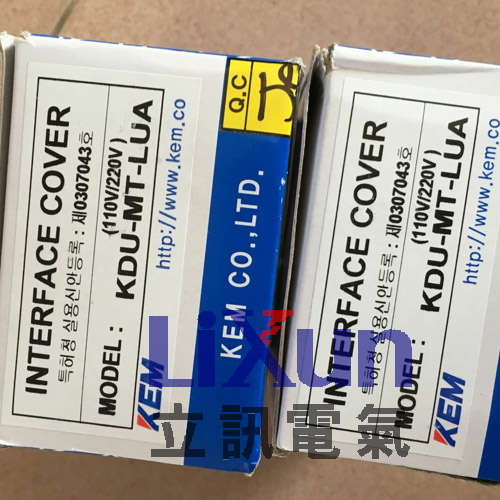 INTERFACE COVER
특허청 실용신안등록 : 제0307043호
(110V/220V)
MODEL : KDU-MT-LUA
KEM
http://www.kem.co
Q.C
KEM CO.,LTD.
INTERFACE COVER
특허청 실용신안등록 : 제0307043호
(110V/220V)
MODEL : KDU-MT-LUA
KEM
http://www.kem.co
LiXun
立訊電氣